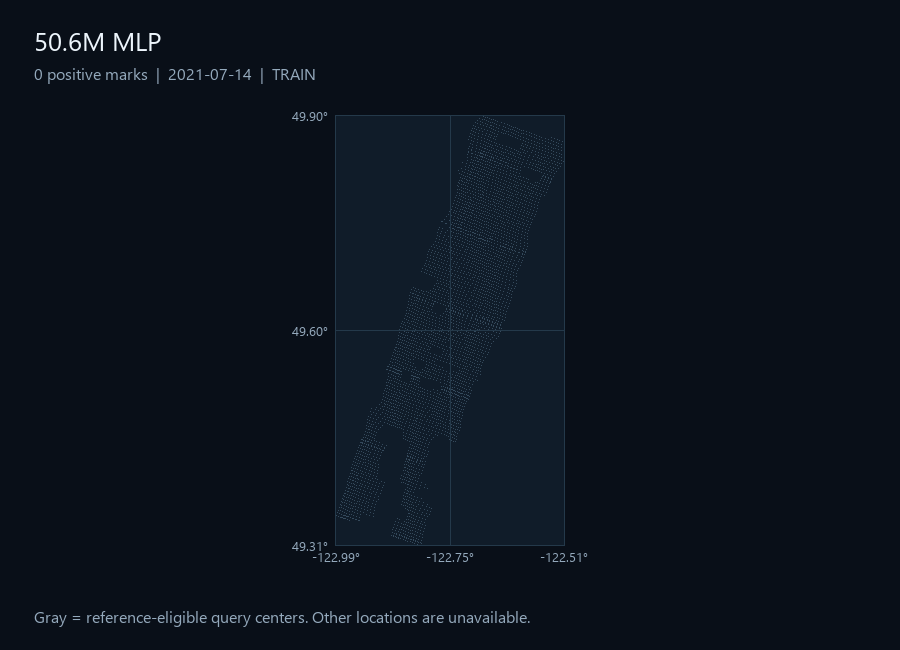 50.6M MLP
0 positive marks | 2021-07-14 | TRAIN
49.90°
49.60°
49.31°
-122.99° -122.75° -122.51°
Gray = reference-eligible query centers. Other locations are unavailable.